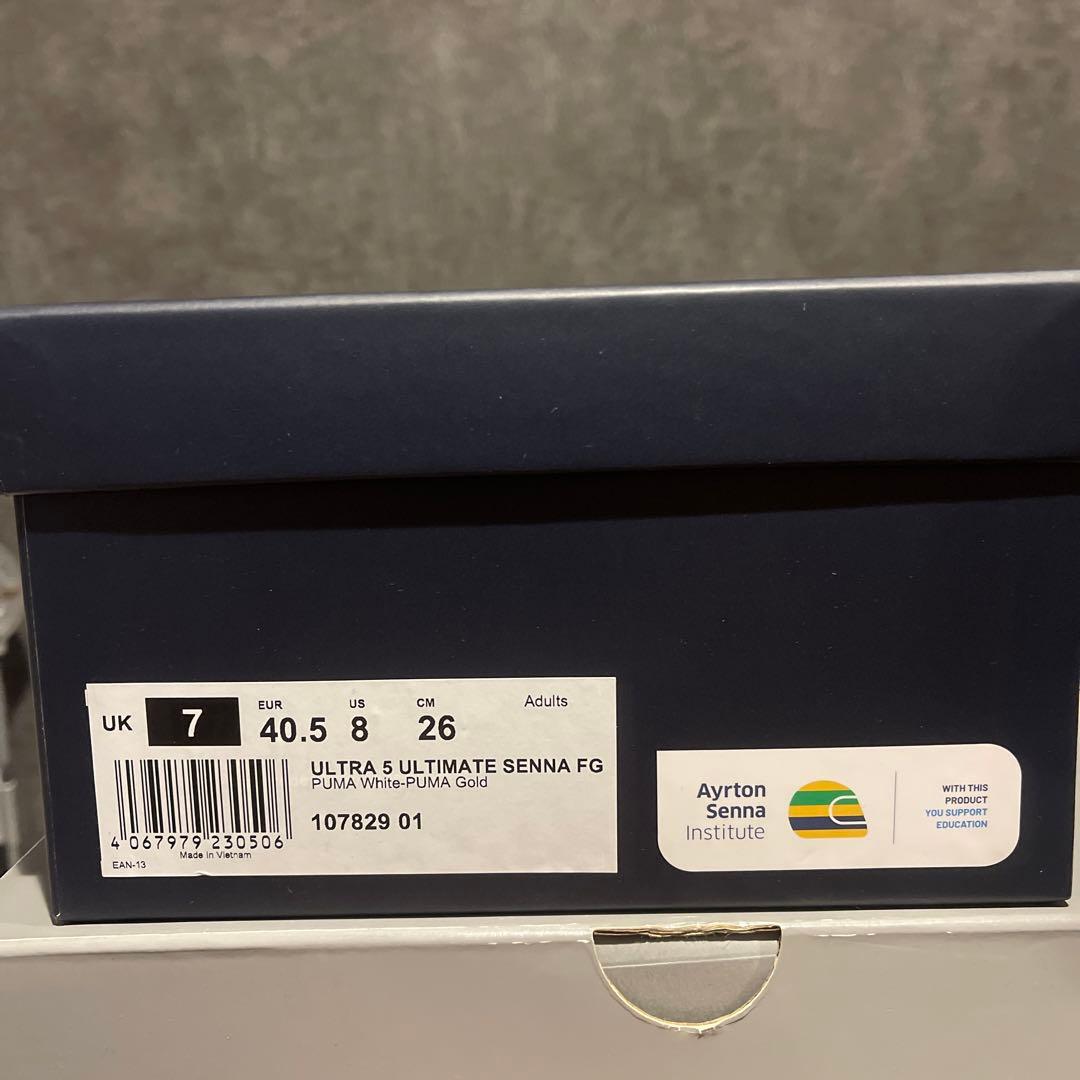 UK 7 EUR 40.5 US 8 CM 26 Adults
ULTRA 5 ULTIMATE SENNA FG
PUMA White-PUMA Gold
107829 01
4 067979 230506
Made in Vietnam
EAN-13
Ayrton
Senna
Institute
WITH THIS
PRODUCT
YOU SUPPORT
EDUCATION